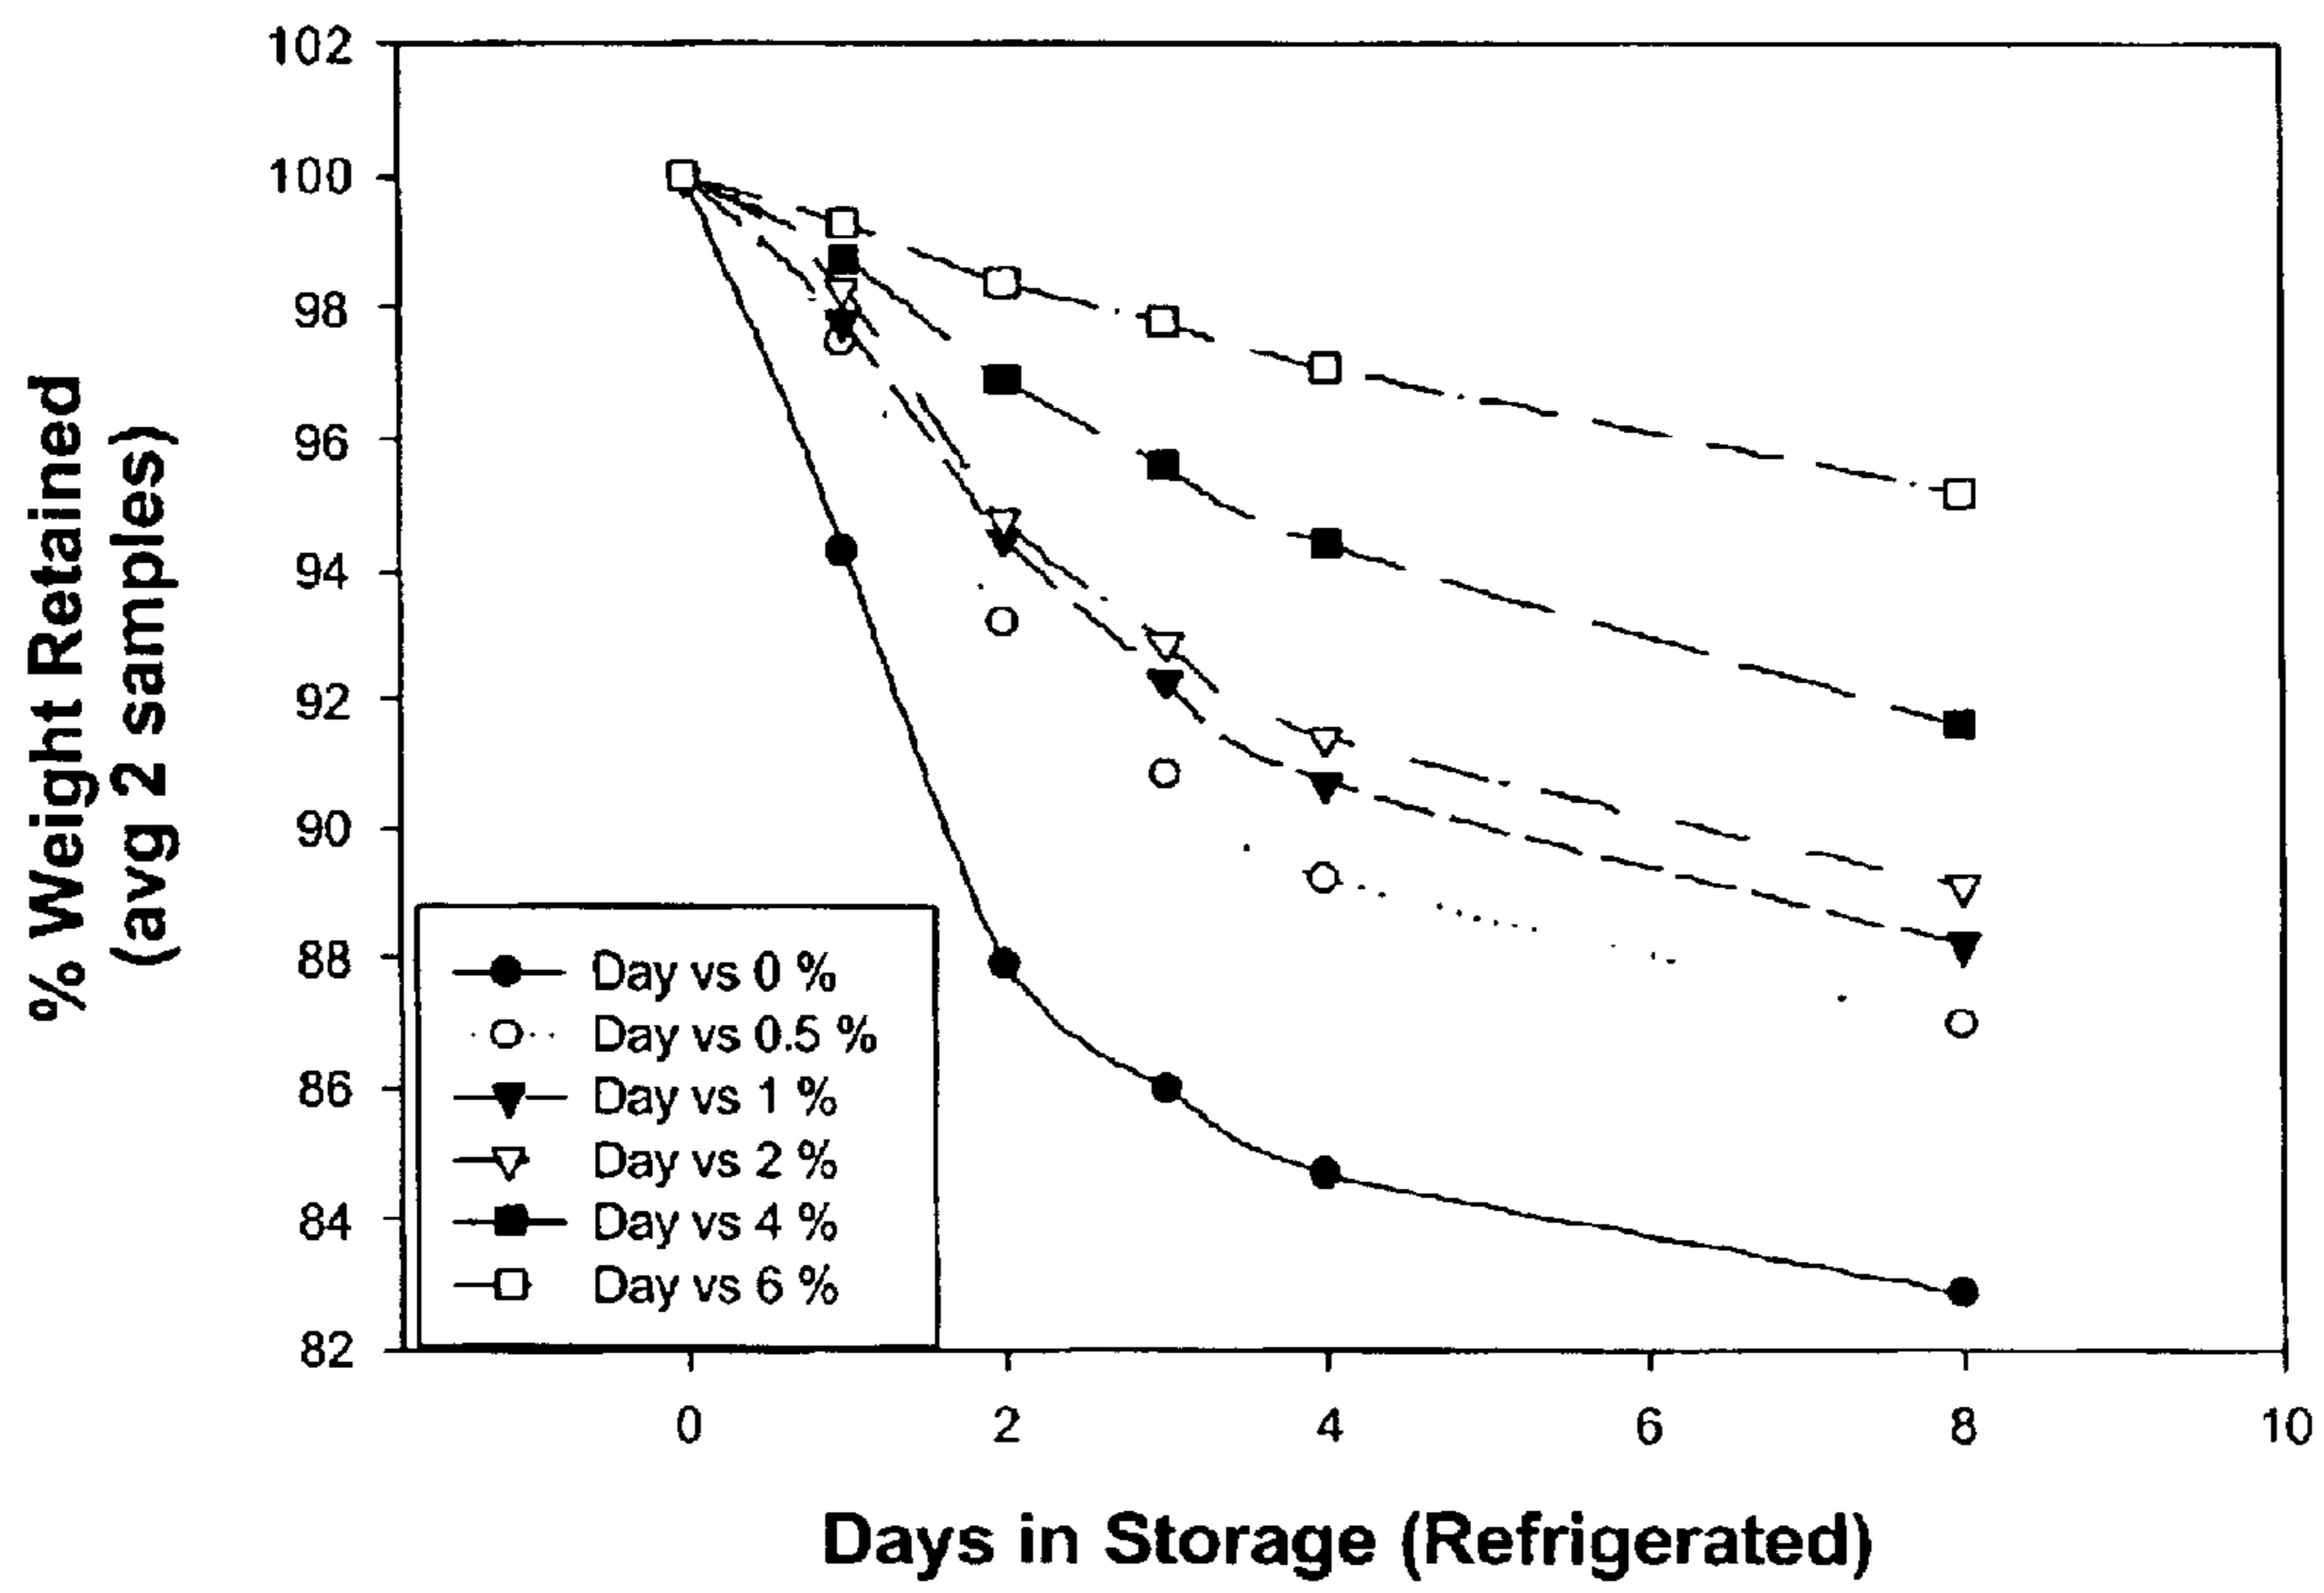 % Weight Retained
(avg 2 samples)
102
100
98
96
94
92
90
88
86
84
82
Day vs 0 %
Day vs 0.5 %
Day vs 1 %
Day vs 2 %
Day vs 4 %
Day vs 6 %
0 2 4 6 8 10
Days in Storage (Refrigerated)